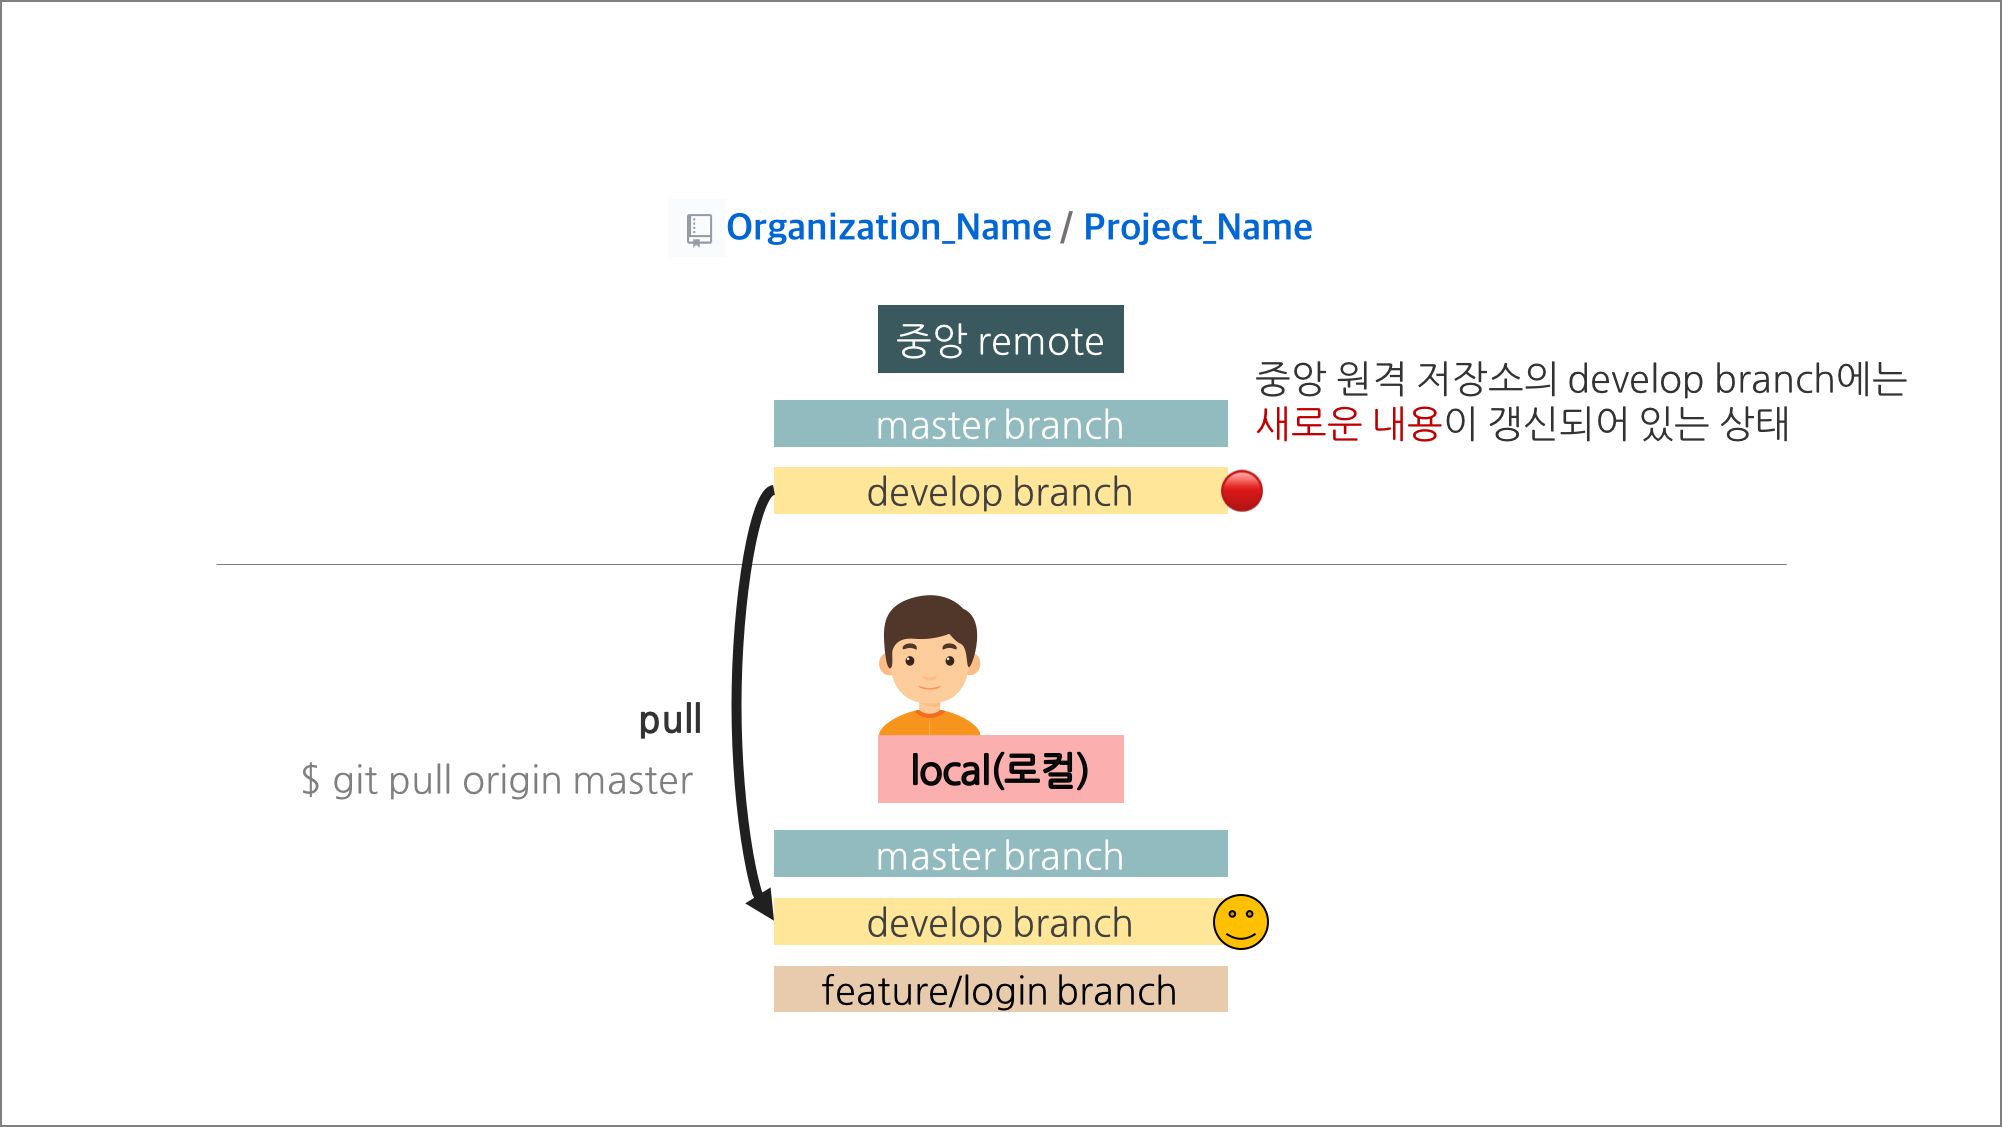 Organization_Name / Project_Name
중앙 remote
중앙 원격 저장소의 develop branch에는
새로운 내용이 갱신되어 있는 상태
master branch
develop branch
pull
$ git pull origin master
local(로컬)
master branch
develop branch
feature/login branch